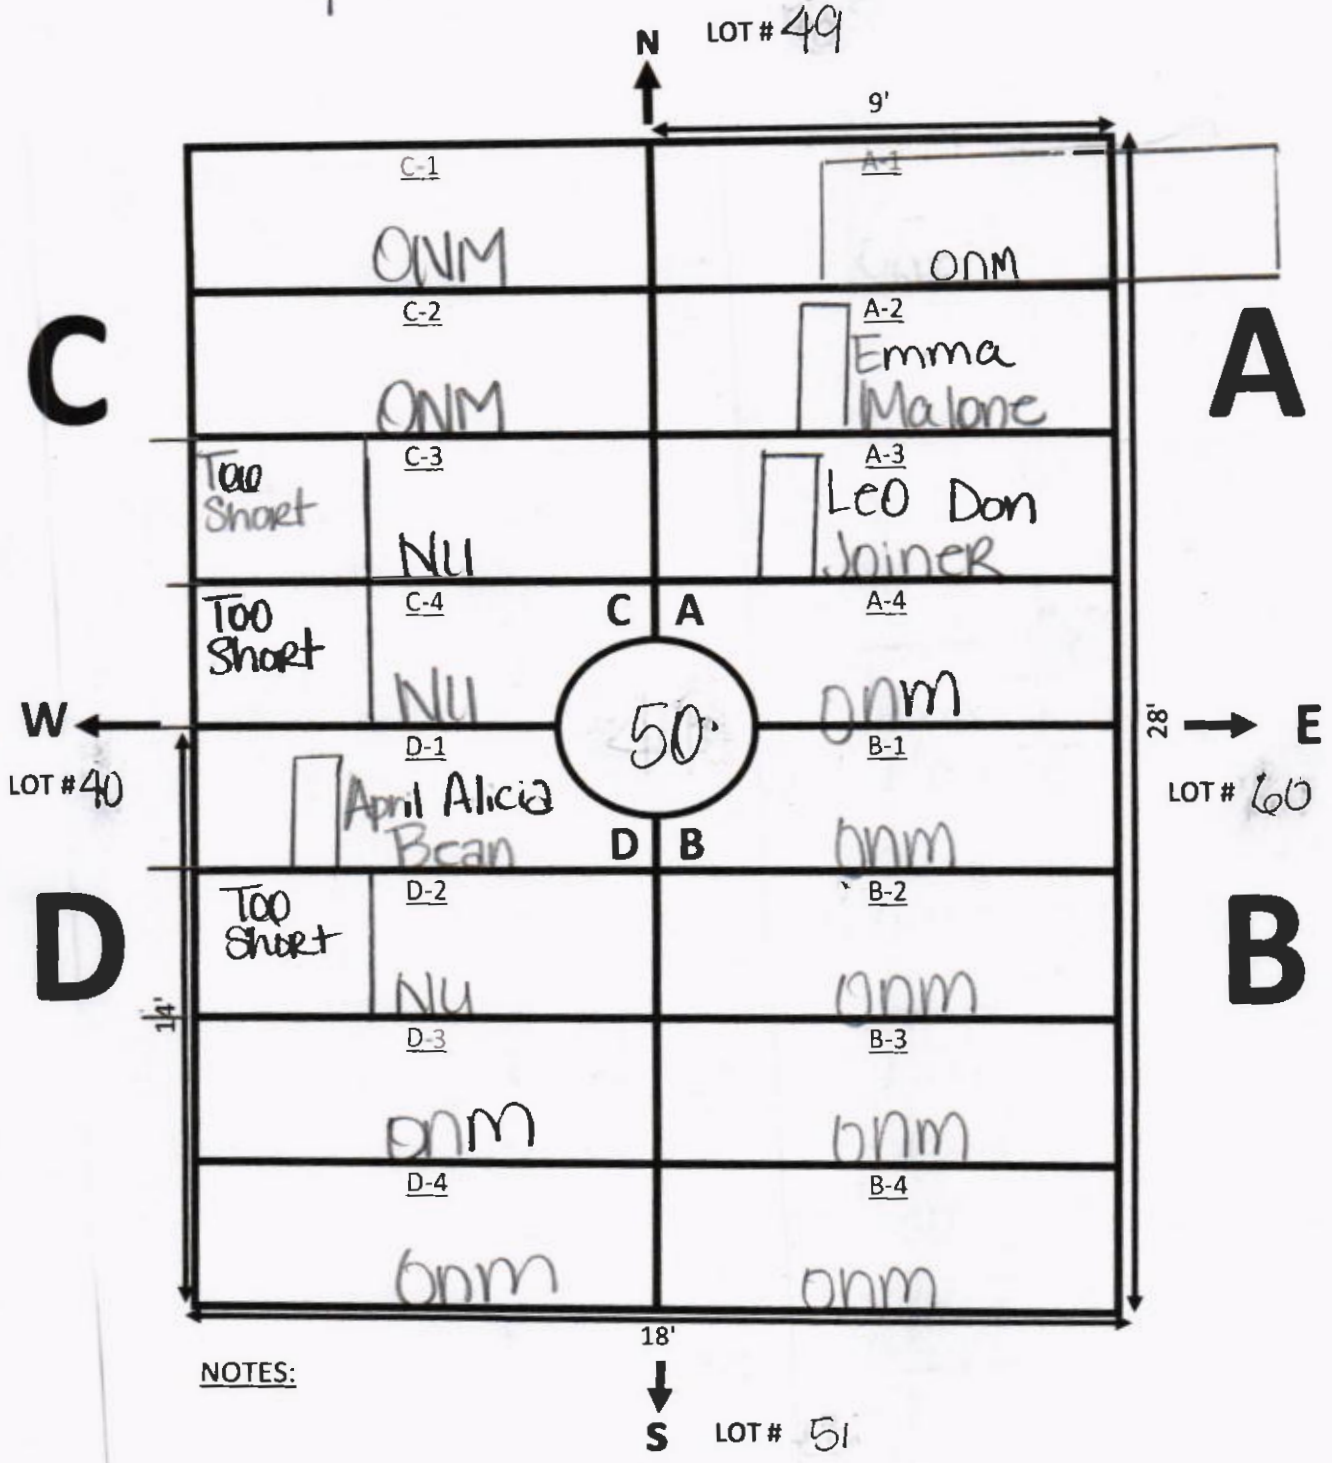 LOT # 49
N
9'
C-1
ONM
A-1
onm
C
A
C-2
ONM
A-2
Emma
Malone
C-3
Too
Short
NU
A-3
Leo Don
Joiner
C-4
Too
Short
NU
C A
A-4
onm
W
50
28'
E
LOT # 40
LOT # 60
D-1
April Alicia
Bean
D B
B-1
onm
D
B
D-2
Too
Short
NU
B-2
onm
14'
D-3
onm
B-3
onm
D-4
onm
B-4
onm
18'
NOTES:
S
LOT # 51